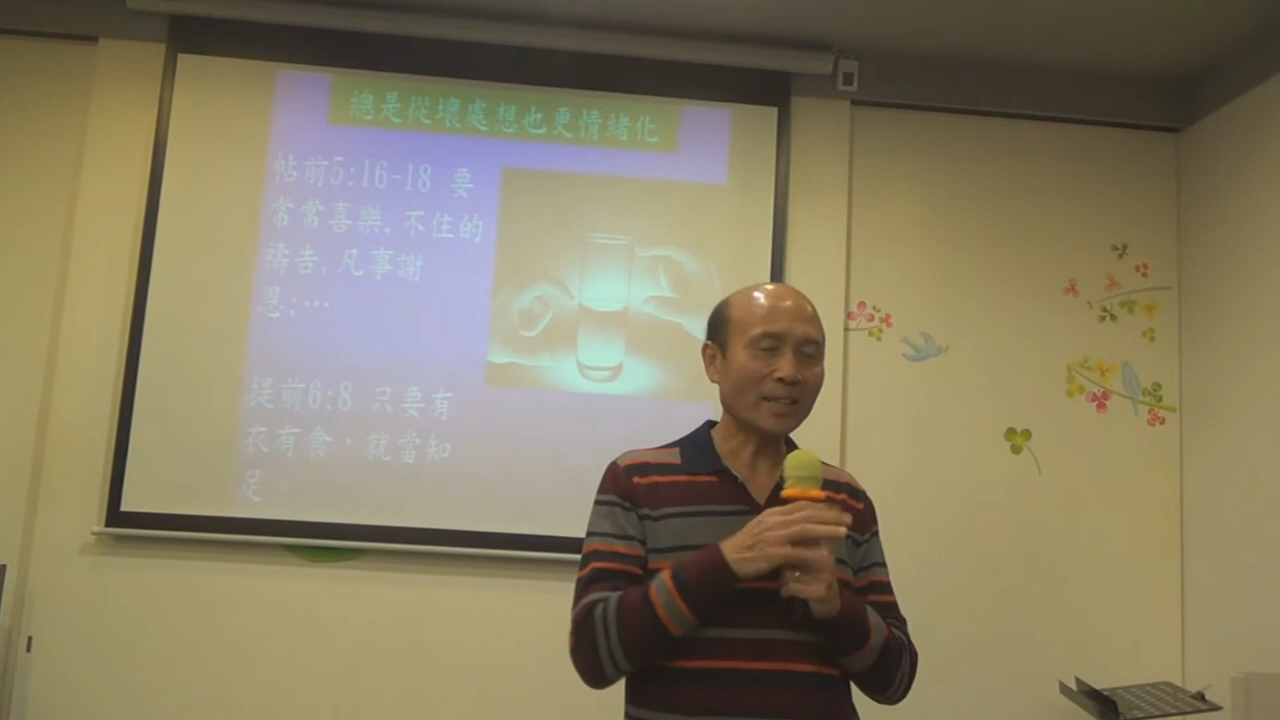 總是從壞處想也更情緒化
帖前5:16-18 要
常常喜樂,不住的
禱告,凡事謝
恩;…
提前6:8 只要有
衣有食，就當知
足。